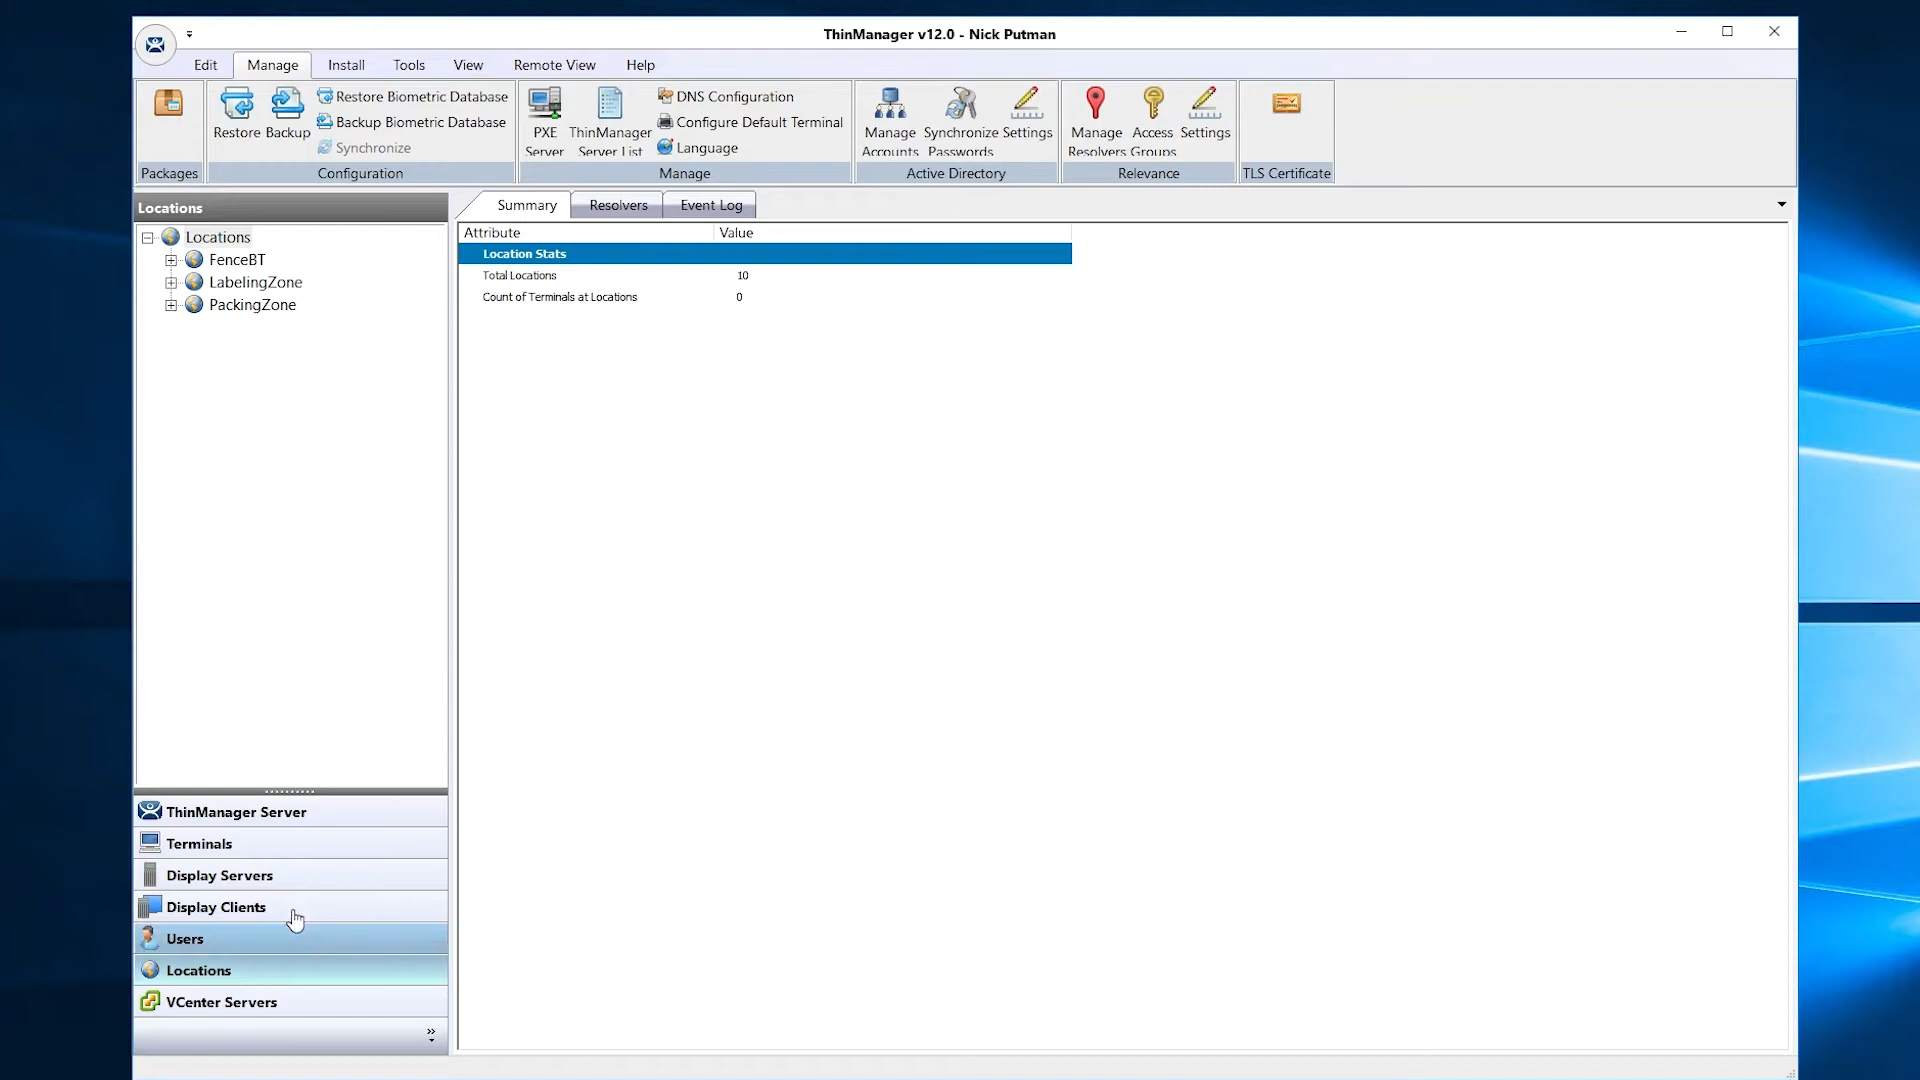 ThinManager v12.0 - Nick Putman
Edit Manage Install Tools View Remote View Help
Restore Backup
Restore Biometric Database
Backup Biometric Database
Synchronize
PXE Server
ThinManager Server List
DNS Configuration
Configure Default Terminal
Language
Manage Accounts
Synchronize Passwords
Settings
Manage Resolvers
Access Groups
Settings
Packages Configuration Manage Active Directory Relevance TLS Certificate
Locations
Locations
FenceBT
LabelingZone
PackingZone
ThinManager Server
Terminals
Display Servers
Display Clients
Users
Locations
VCenter Servers
Summary Resolvers Event Log
Attribute Value
Location Stats
Total Locations 10
Count of Terminals at Locations 0